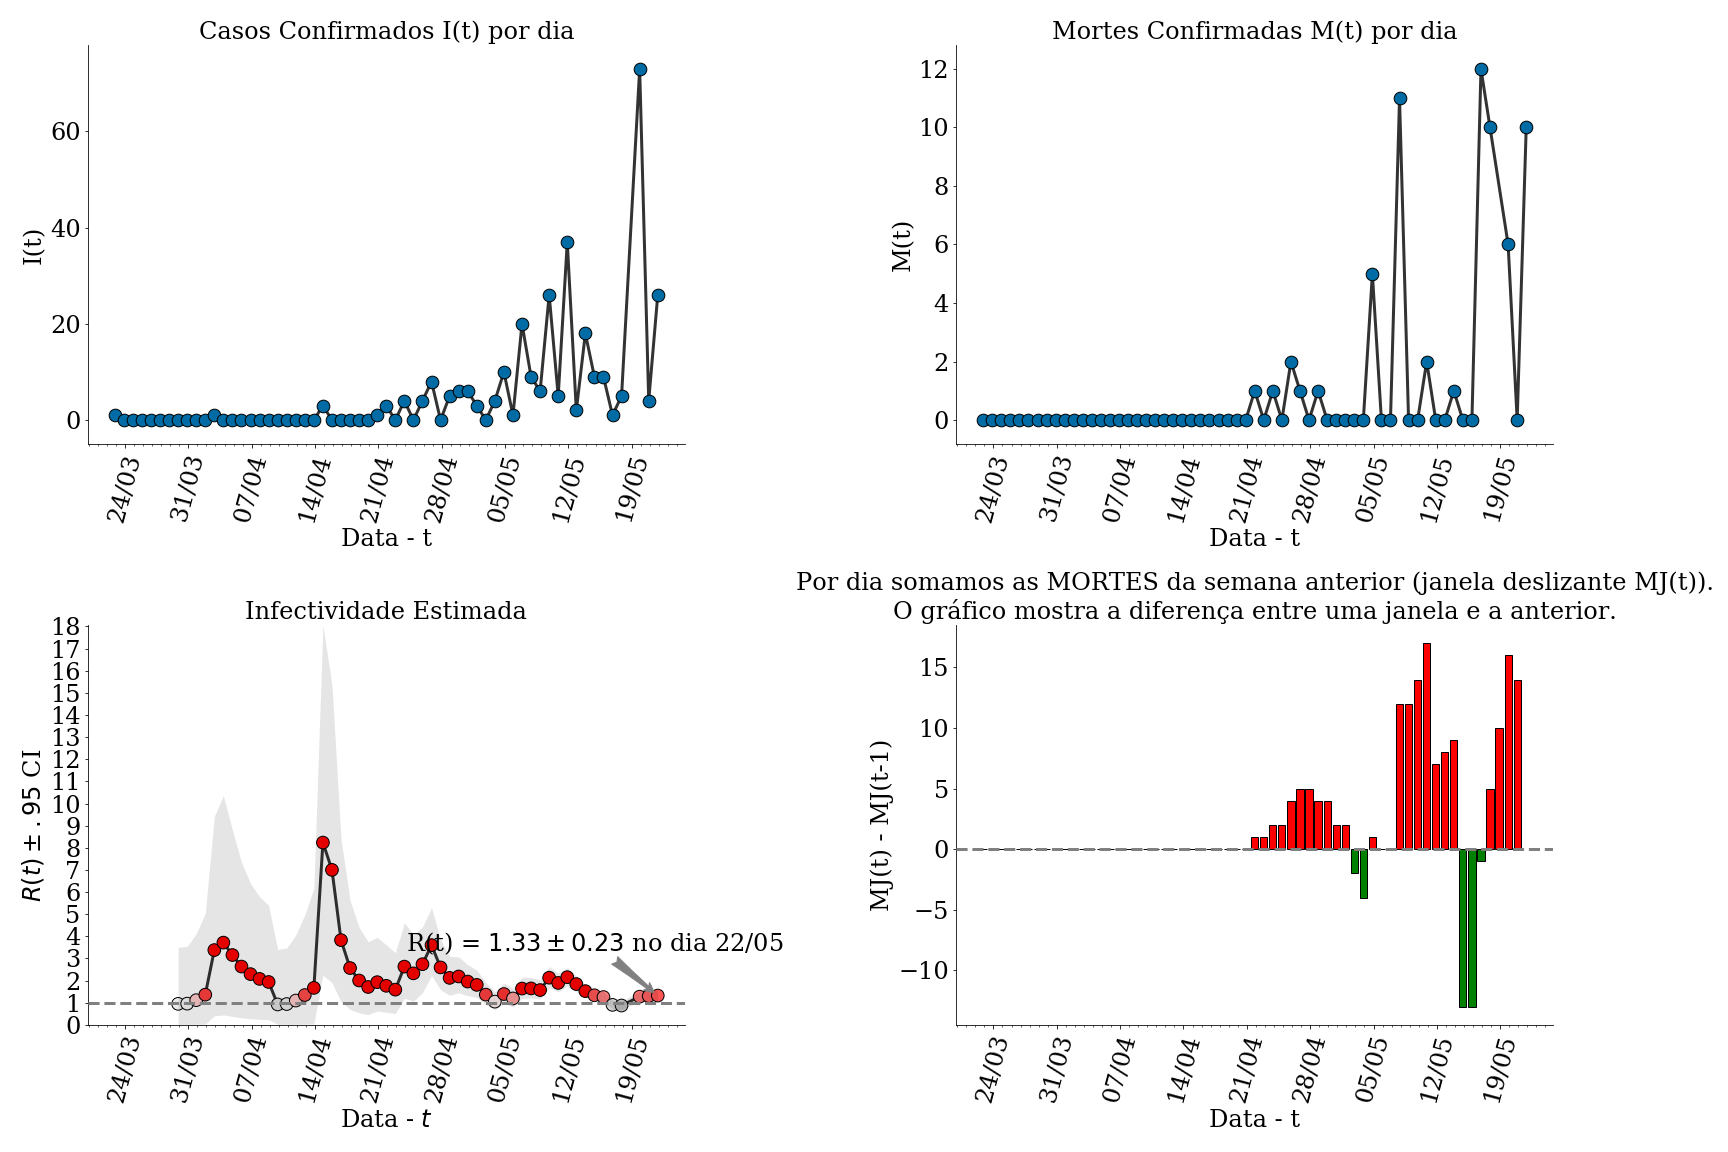 Casos Confirmados I(t) por dia
I(t)
60
40
20
0
24/03 31/03 07/04 14/04 21/04 28/04 05/05 12/05 19/05
Data - t
Mortes Confirmadas M(t) por dia
M(t)
12
10
8
6
4
2
0
24/03 31/03 07/04 14/04 21/04 28/04 05/05 12/05 19/05
Data - t
Infectividade Estimada
R(t) ± .95 CI
18
17
16
15
14
13
12
11
10
9
8
7
6
5
4
3
2
1
0
R(t) = 1.33 ± 0.23 no dia 22/05
24/03 31/03 07/04 14/04 21/04 28/04 05/05 12/05 19/05
Data - t
Por dia somamos as MORTES da semana anterior (janela deslizante MJ(t)).
O gráfico mostra a diferença entre uma janela e a anterior.
MJ(t) - MJ(t-1)
15
10
5
0
−5
−10
24/03 31/03 07/04 14/04 21/04 28/04 05/05 12/05 19/05
Data - t